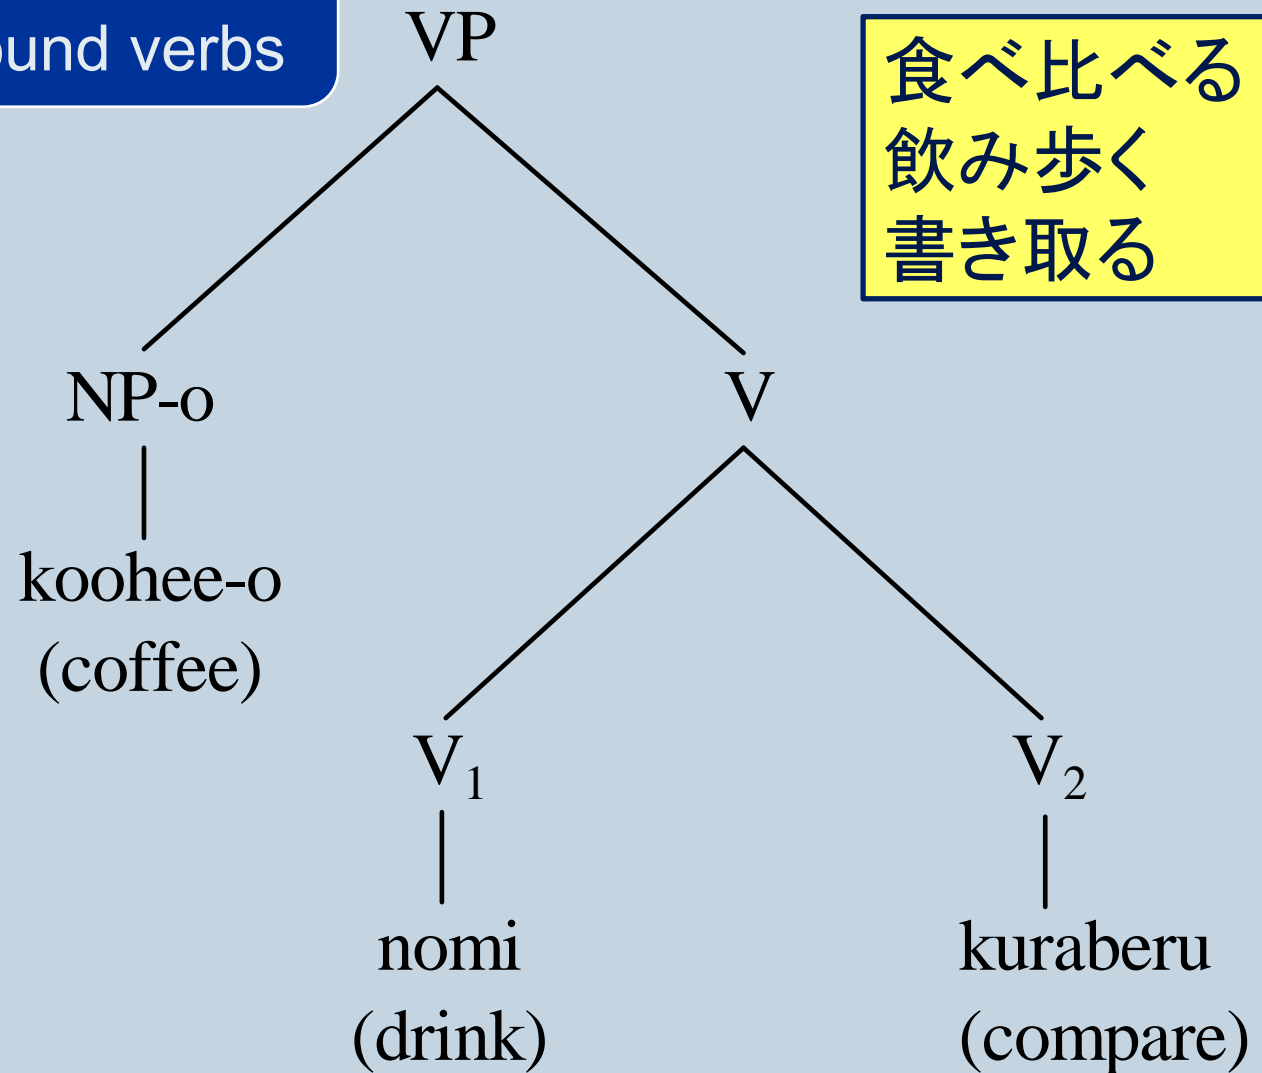 ound verbs
VP
食べ比べる
飲み歩く
書き取る
NP-o
V
koohee-o
(coffee)
V₁
V₂
nomi
kuraberu
(drink)
(compare)